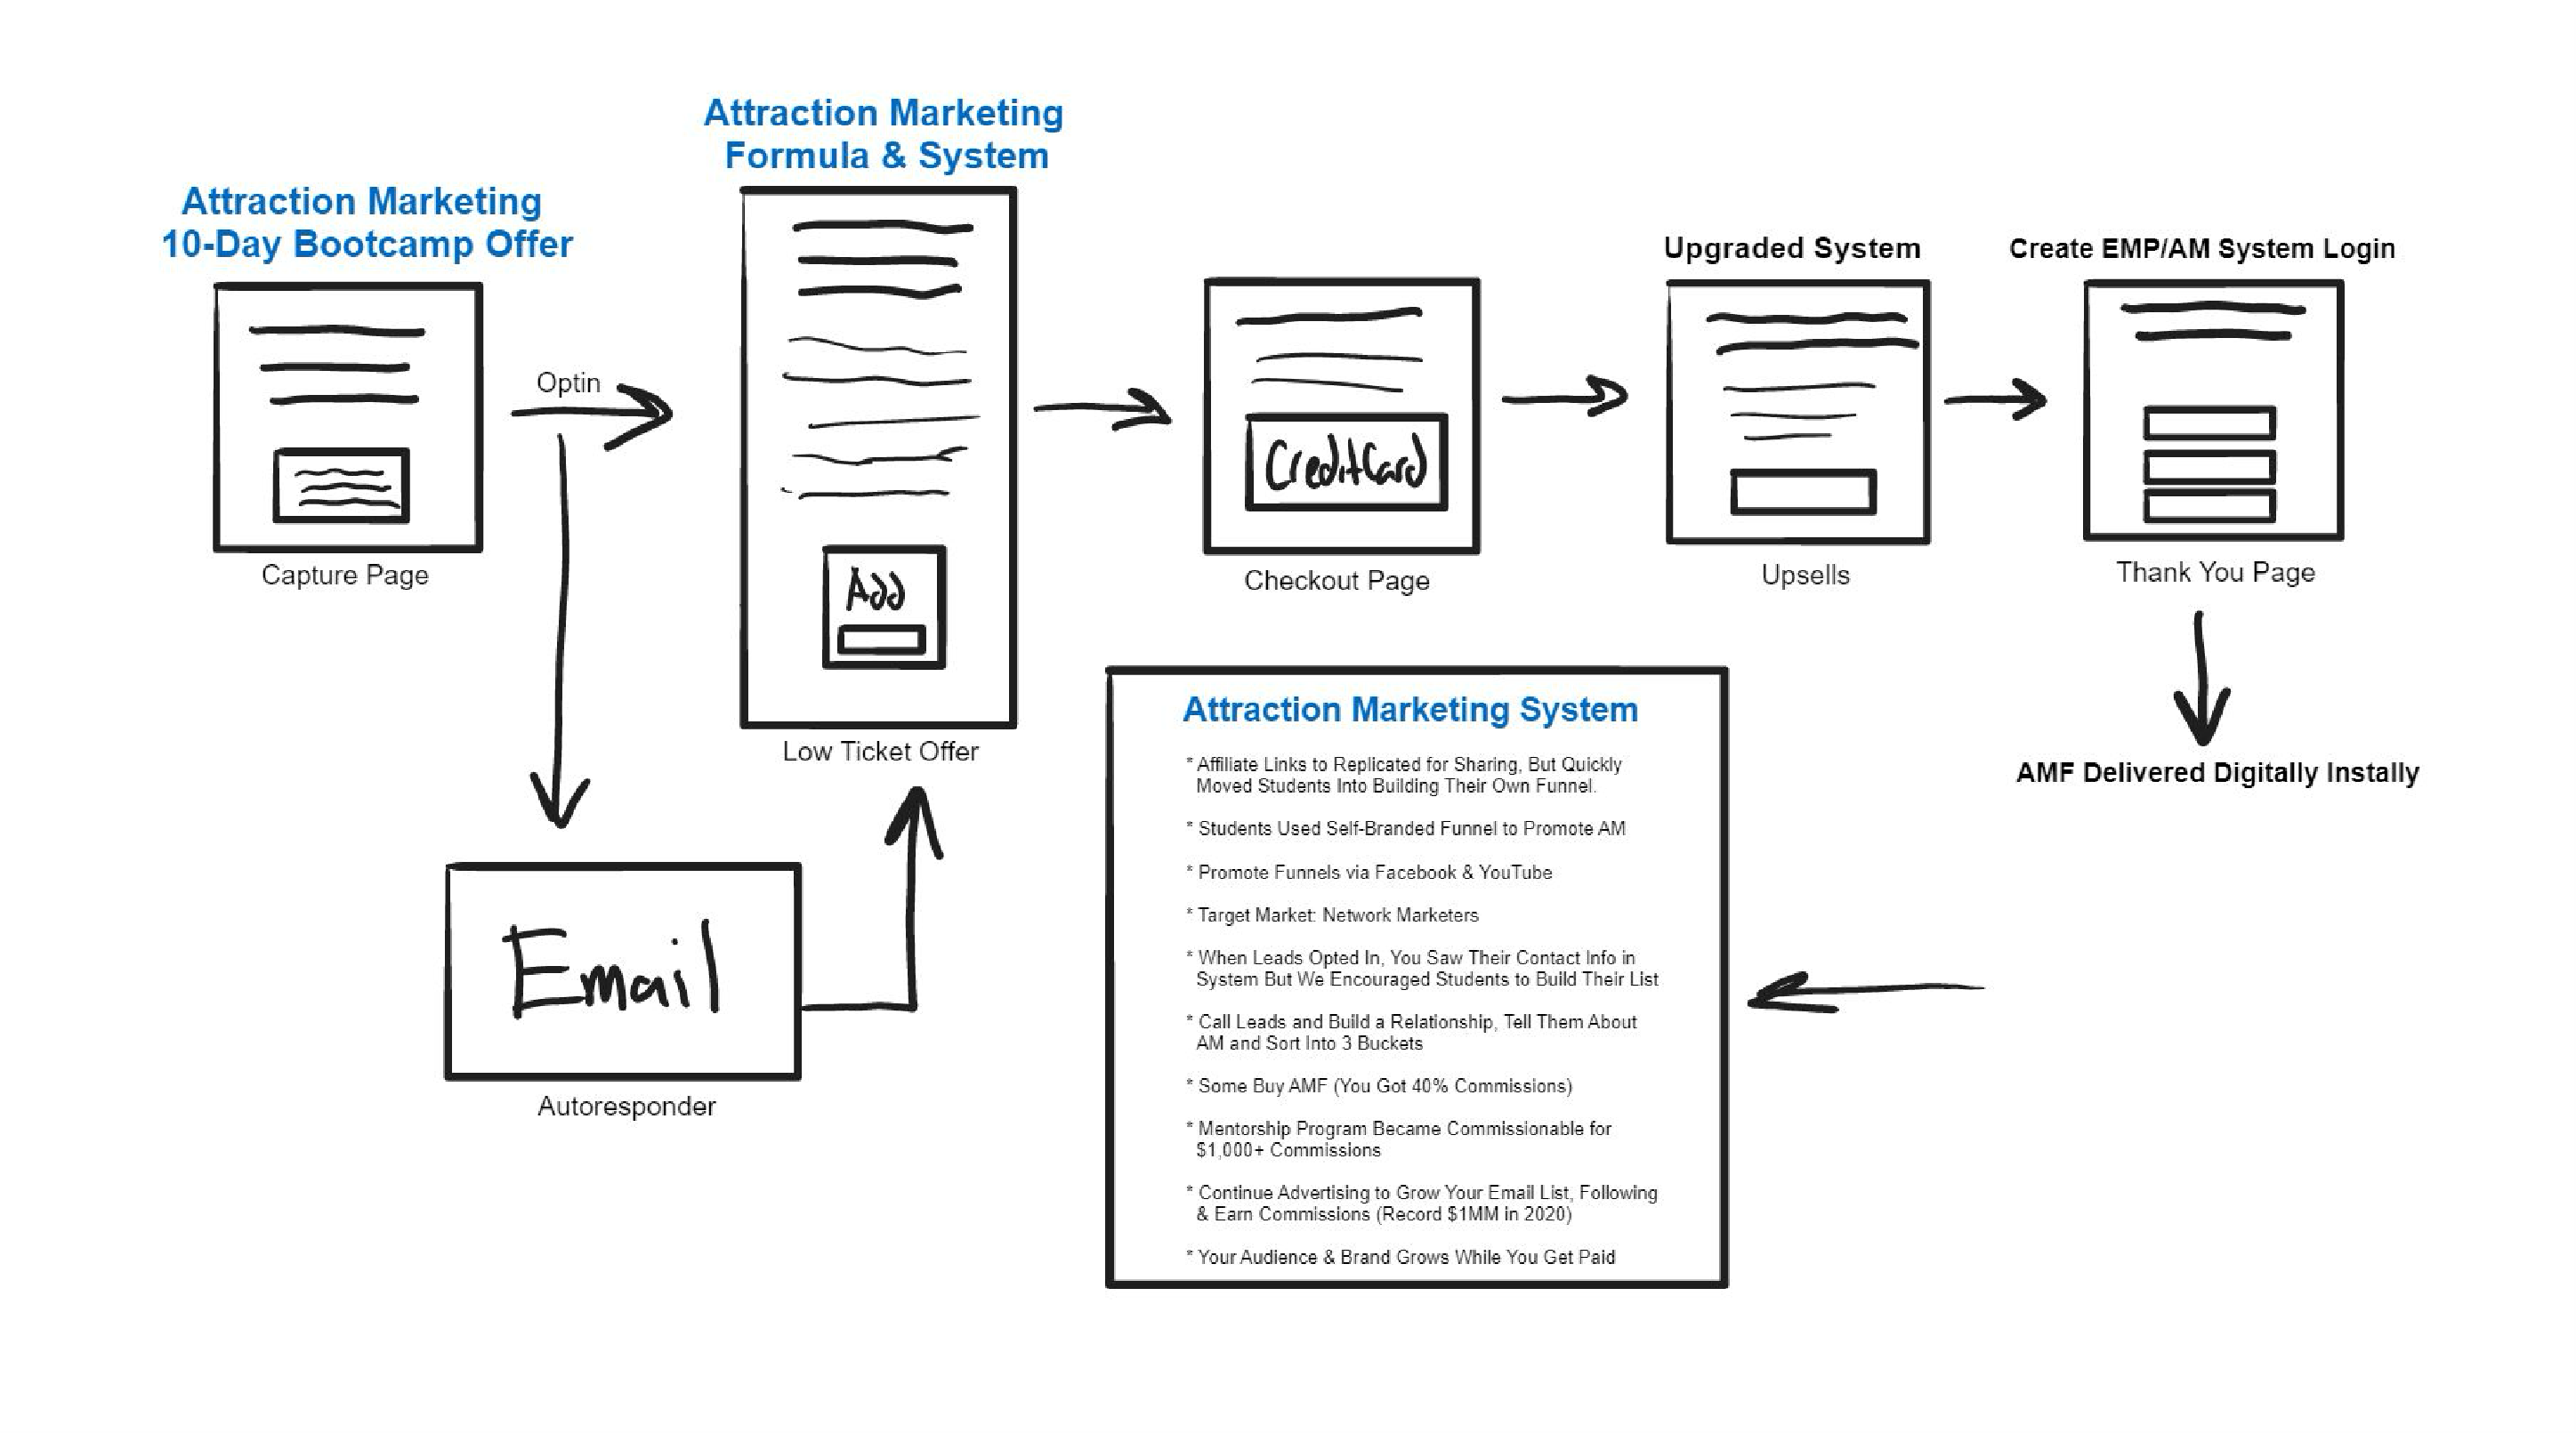 Attraction Marketing
10-Day Bootcamp Offer
Capture Page
Optin
Attraction Marketing
Formula & System
Add
Low Ticket Offer
Email
Autoresponder
CreditCard
Checkout Page
Upgraded System
Upsells
Create EMP/AM System Login
Thank You Page
AMF Delivered Digitally Instally
Attraction Marketing System
* Affiliate Links to Replicated for Sharing, But Quickly
Moved Students Into Building Their Own Funnel.
* Students Used Self-Branded Funnel to Promote AM
* Promote Funnels via Facebook & YouTube
* Target Market: Network Marketers
* When Leads Opted In, You Saw Their Contact Info in
System But We Encouraged Students to Build Their List
* Call Leads and Build a Relationship, Tell Them About
AM and Sort Into 3 Buckets
* Some Buy AMF (You Got 40% Commissions)
* Mentorship Program Became Commissionable for
$1,000+ Commissions
* Continue Advertising to Grow Your Email List, Following
& Earn Commissions (Record $1MM in 2020)
* Your Audience & Brand Grows While You Get Paid